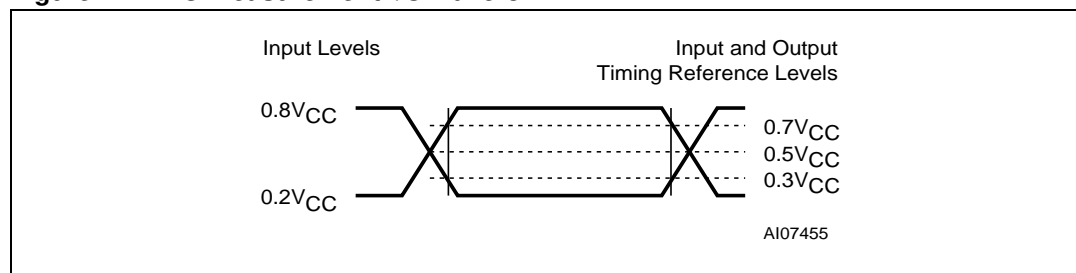 Input Levels
Input and Output
Timing Reference Levels
0.8VCC
0.7VCC
0.5VCC
0.3VCC
0.2VCC
AI07455